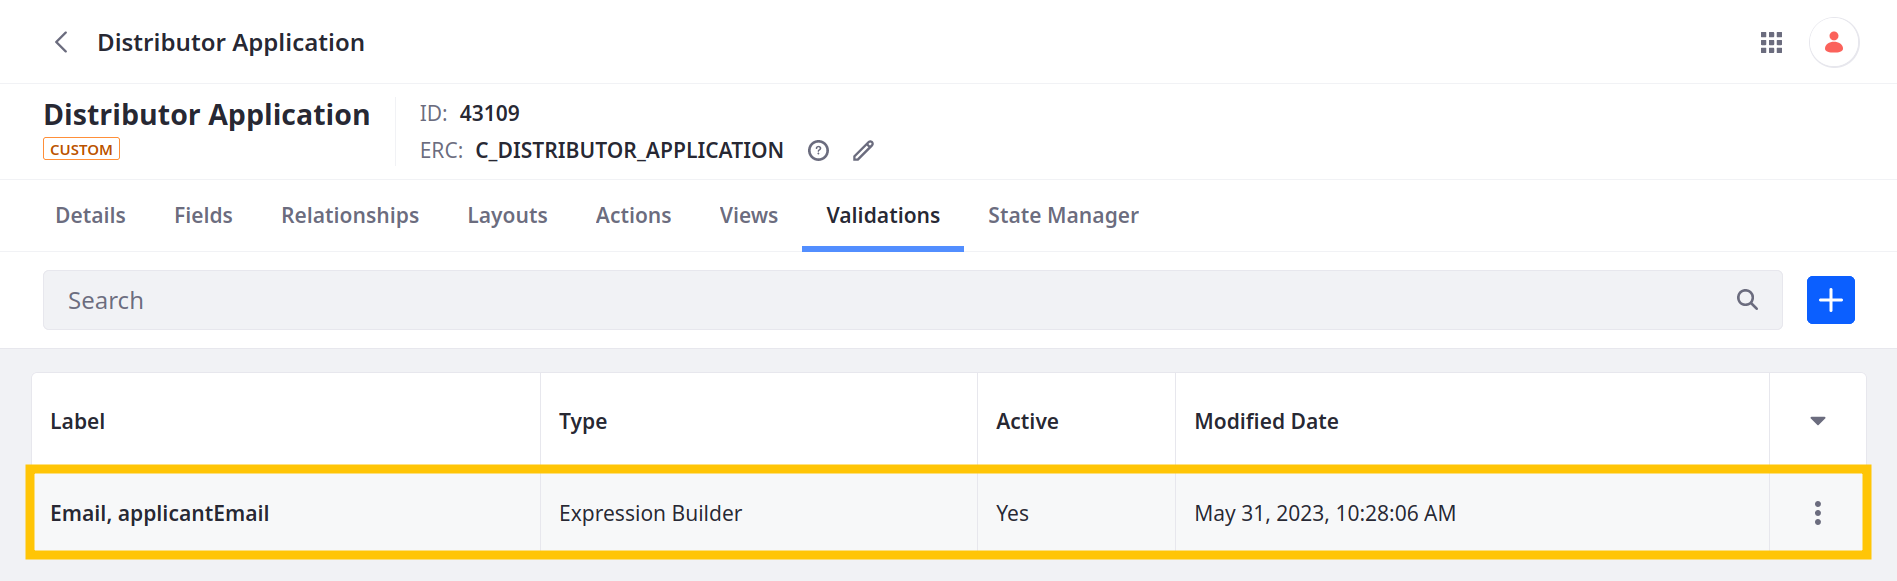 Distributor Application
Distributor Application
CUSTOM
ID: 43109
ERC: C_DISTRIBUTOR_APPLICATION
Details Fields Relationships Layouts Actions Views Validations State Manager
Search
Label Type Active Modified Date
Email, applicantEmail Expression Builder Yes May 31, 2023, 10:28:06 AM